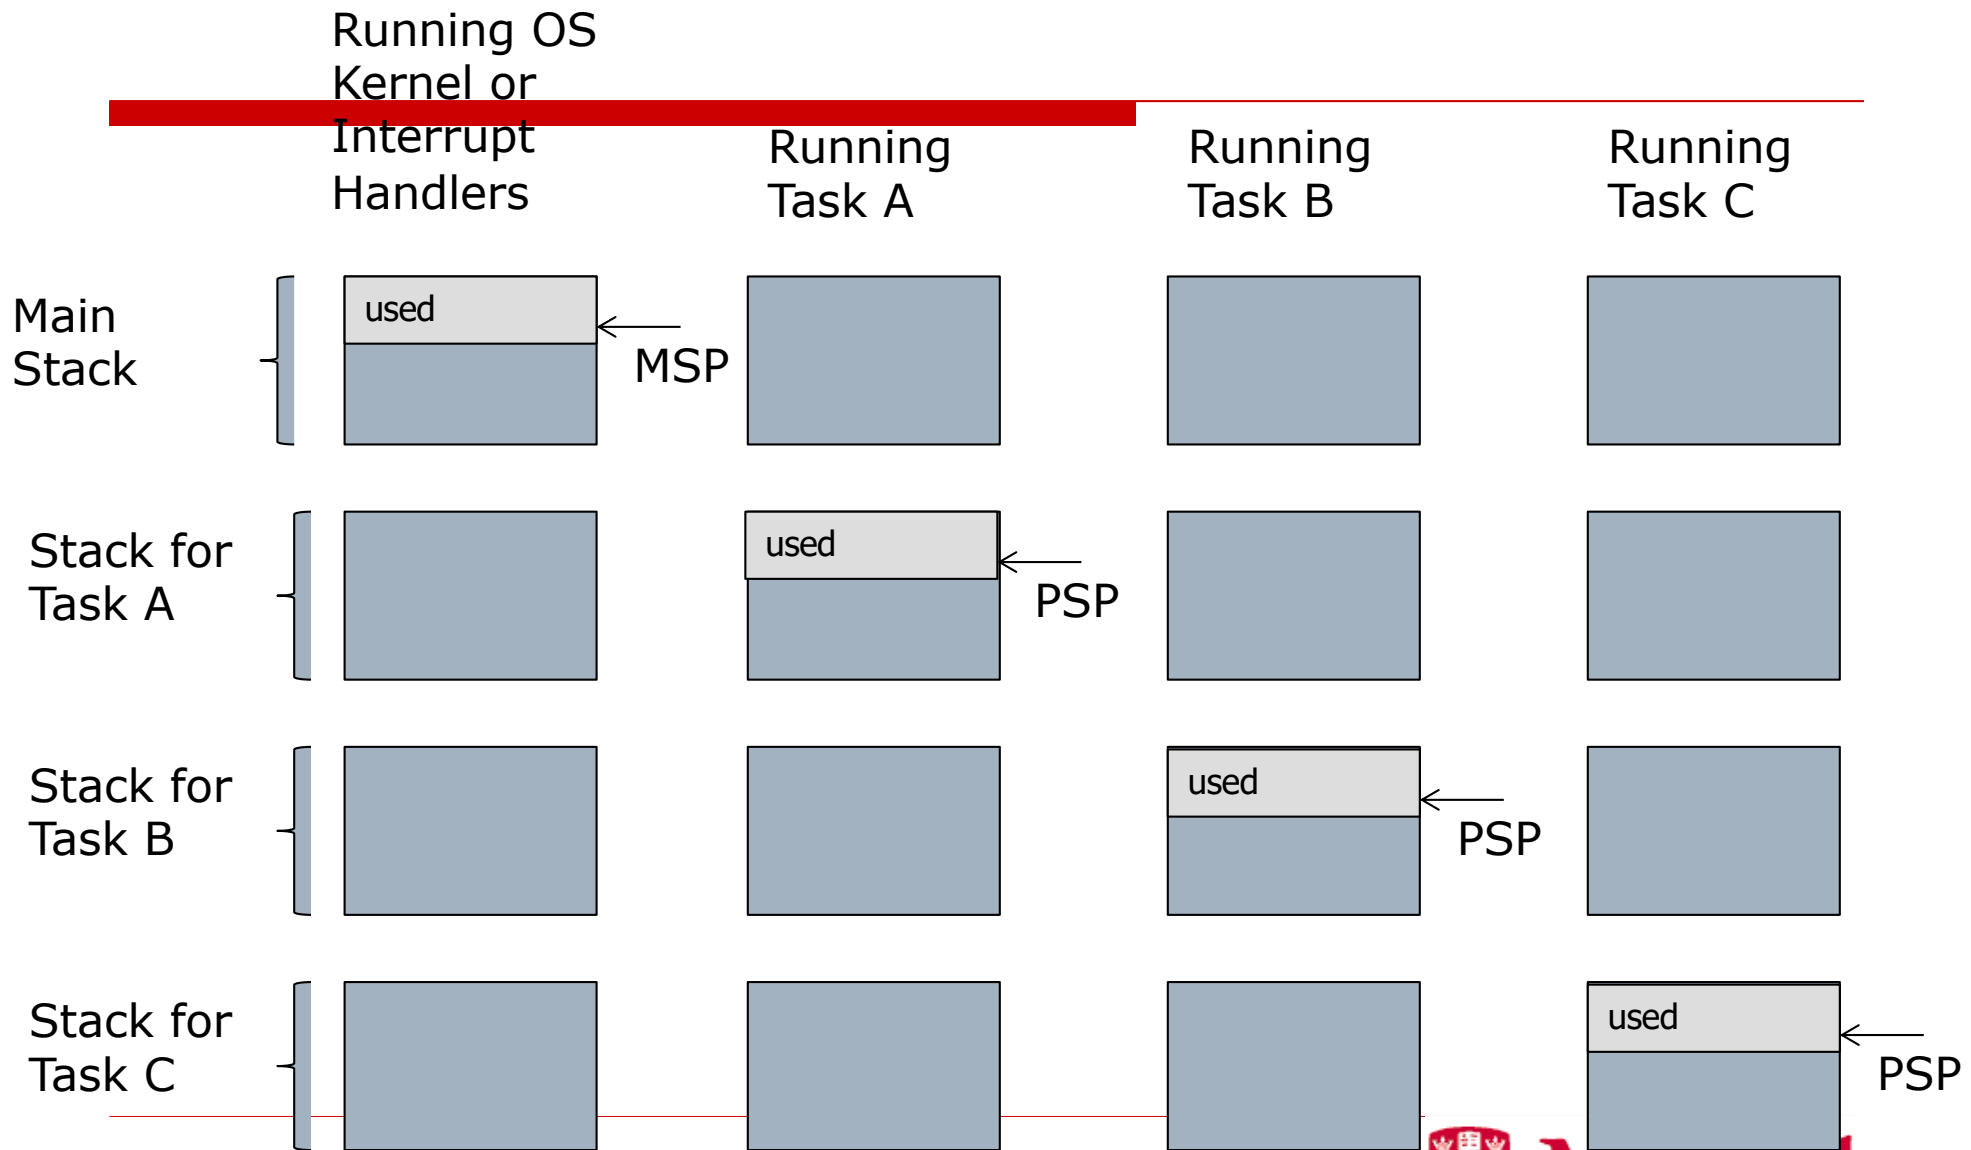 Running OS
Kernel or
Interrupt
Handlers
Running
Task A
Running
Task B
Running
Task C
Main
Stack
used
MSP
Stack for
Task A
used
PSP
Stack for
Task B
used
PSP
Stack for
Task C
used
PSP